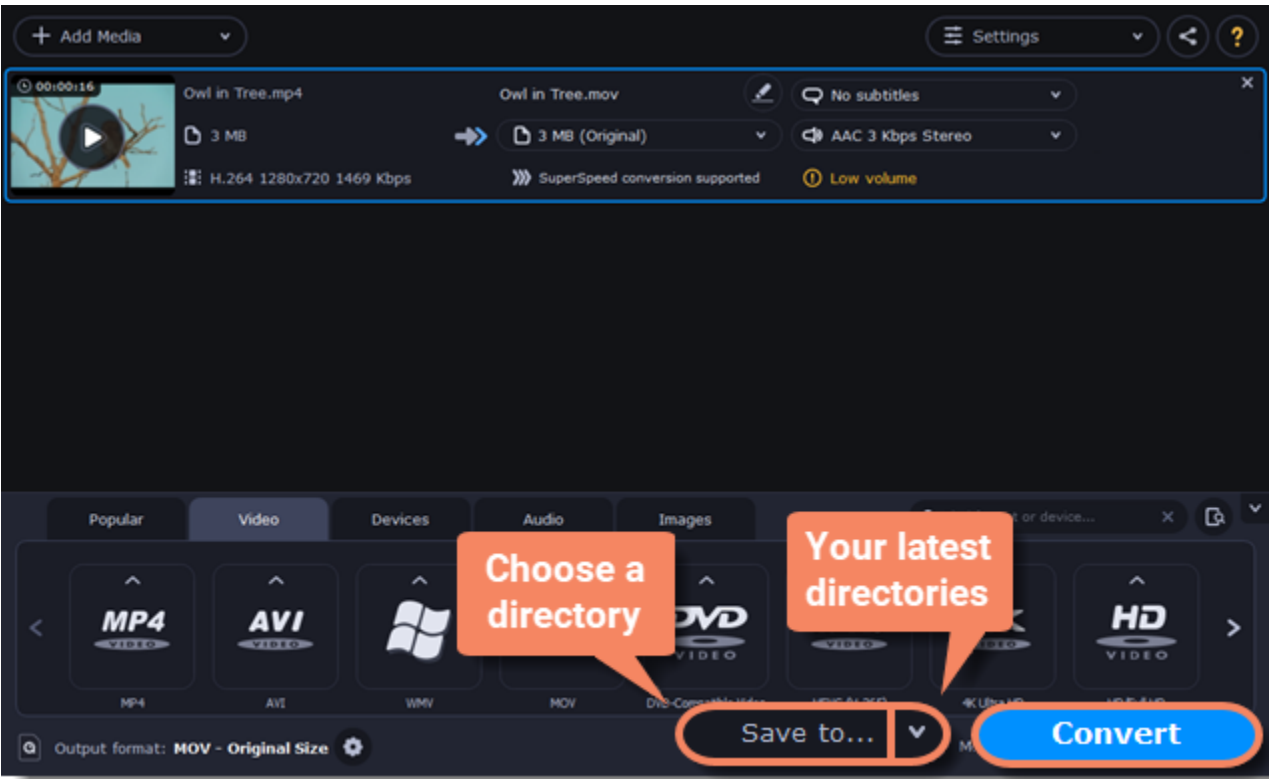 Add Media
Settings
?
00:00:16
Owl in Tree.mp4
Owl in Tree.mov
No subtitles
3 MB
3 MB (Original)
AAC 3 Kbps Stereo
H.264 1280x720 1469 Kbps
SuperSpeed conversion supported
Low volume
Popular
Video
Devices
Audio
Images
or device...
Choose a
directory
Your latest
directories
MP4
VIDEO
AVI
VIDEO
DVD
VIDEO
VIDEO
HD
VIDEO
MP4
AVI
WMV
MOV
Output format: MOV - Original Size
Save to...
Convert